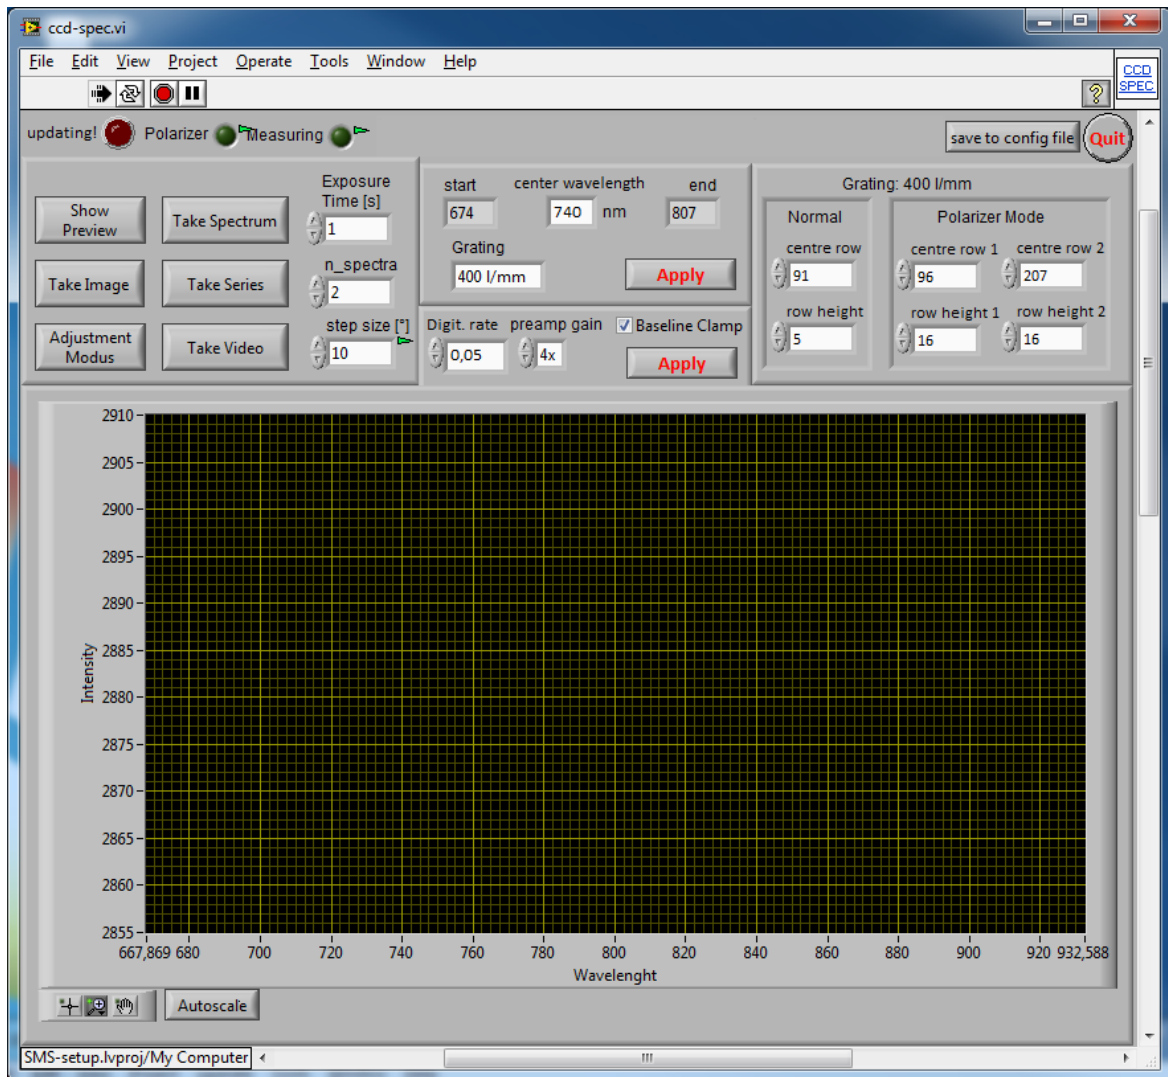 ccd-spec.vi
File Edit View Project Operate Tools Window Help
CCD
SPEC
updating! Polarizer Measuring
save to config file Quit
Show
Preview
Take Spectrum
Exposure
Time [s]
1
Take Image
Take Series
n_spectra
2
Adjustment
Modus
Take Video
step size [°]
10
start center wavelength end
674 740 nm 807
Grating
400 l/mm
Apply
Digit. rate preamp gain Baseline Clamp
0,05 4x
Apply
Grating: 400 l/mm
Normal
centre row
91
row height
5
Polarizer Mode
centre row 1 centre row 2
96 207
row height 1 row height 2
16 16
2910
2905
2900
2895
2890
2885
2880
2875
2870
2865
2860
2855
Intensity
667,869 680 700 720 740 760 780 800 820 840 860 880 900 920 932,588
Wavelenght
Autoscale
SMS-setup.lvproj/My Computer